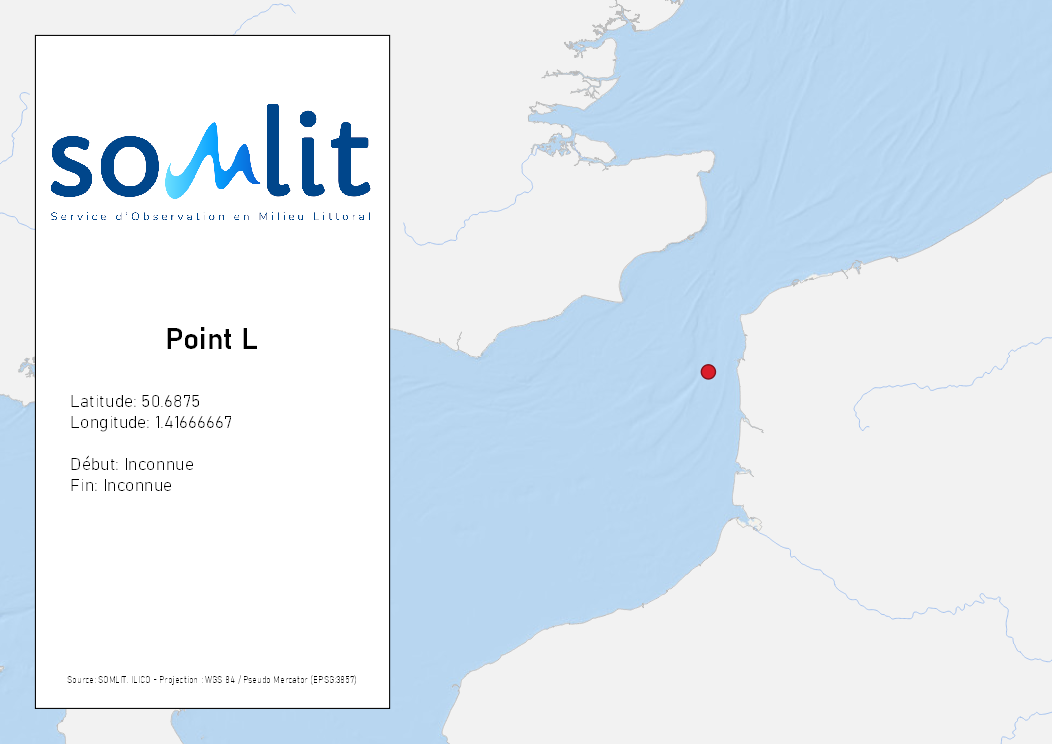 somlit
Service d'Observation en Milieu Littoral
Point L
Latitude: 50.6875
Longitude: 1.41666667
Début: Inconnue
Fin: Inconnue
Source: SOMLIT, ILICO - Projection : WGS 84 / Pseudo Mercator (EPSG:3857)